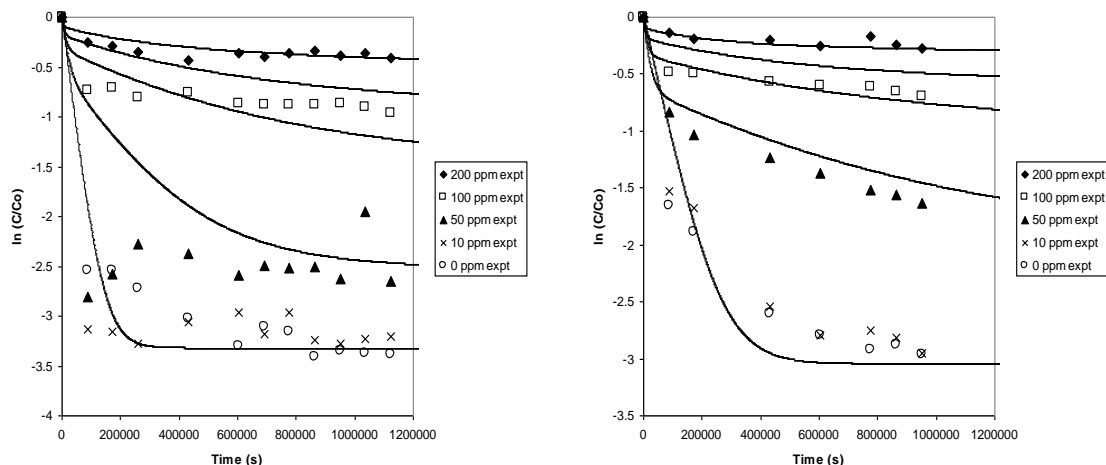 0
-0.5
-1
-1.5
-2
-2.5
-3
-3.5
-4
0 200000 400000 600000 800000 1000000 1200000
Time (s)
ln (C/Co)
200 ppm expt
100 ppm expt
50 ppm expt
10 ppm expt
0 ppm expt
0
-0.5
-1
-1.5
-2
-2.5
-3
-3.5
0 200000 400000 600000 800000 1000000 1200000
Time (s)
ln (C/Co)
200 ppm expt
100 ppm expt
50 ppm expt
10 ppm expt
0 ppm expt